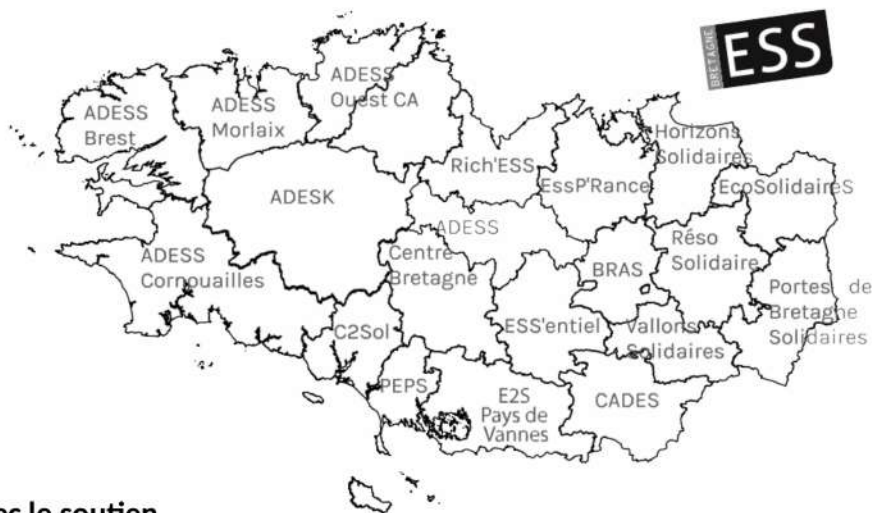 BRETAGNE
ESS
ADESS
Brest
ADESS
Morlaix
ADESS
Ouest CA
Rich'ESS
EssP'Rance
Horizons
Solidaires
EcoSolidaireS
ADESK
ADESS
Centre
Bretagne
ADESS
Cornouailles
BRAS
Réso
Solidaire
Portes de
Bretagne
Solidaires
C2Sol
ESS'entiel
Vallons
Solidaires
PEPS
E2S
Pays de
Vannes
CADES
le soutien